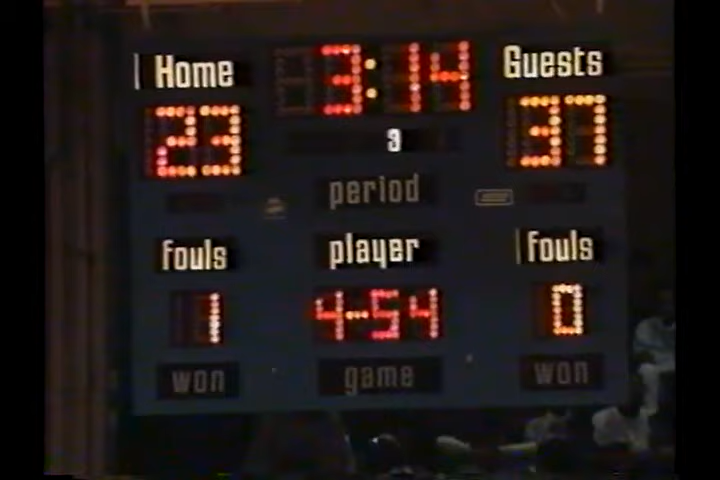 Home 3:14 Guests
23 3 37
period
fouls player fouls
1 4-54 0
won game won